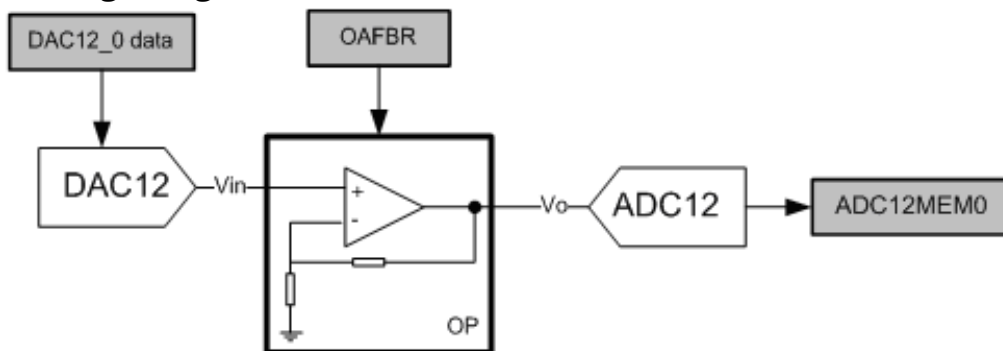 DAC12_0 data
OAFBR
DAC12
Vin
+
-
OP
Vo
ADC12
ADC12MEM0